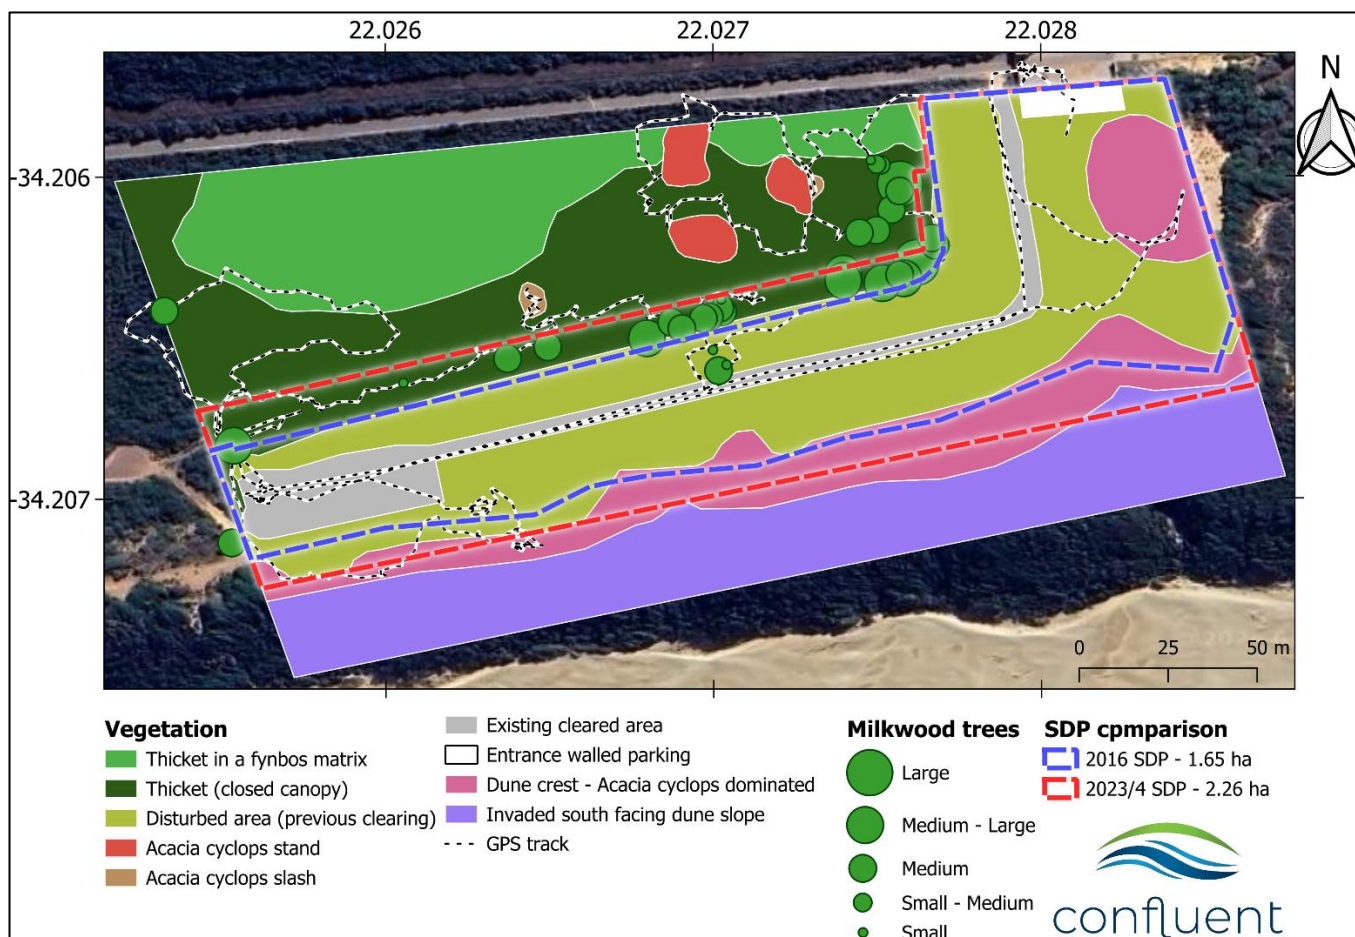 22.026 22.027 22.028
N
-34.206
-34.207
0 25 50 m
Vegetation
Thicket in a fynbos matrix
Thicket (closed canopy)
Disturbed area (previous clearing)
Acacia cyclops stand
Acacia cyclops slash
Existing cleared area
Entrance walled parking
Dune crest - Acacia cyclops dominated
Invaded south facing dune slope
GPS track
Milkwood trees
Large
Medium - Large
Medium
Small - Medium
Small
SDP cpmparison
2016 SDP - 1.65 ha
2023/4 SDP - 2.26 ha
confluent